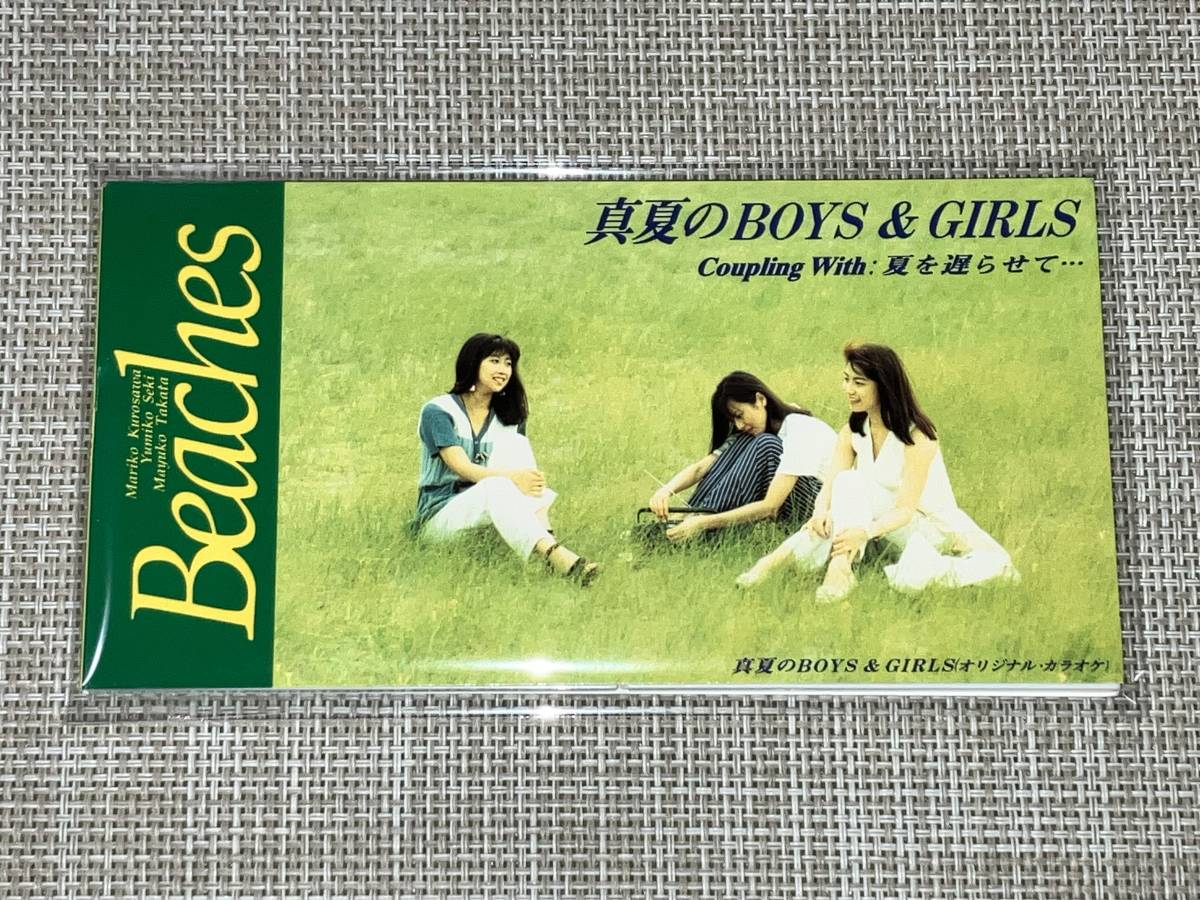 Beaches
Mariko Kurosawa
Yumiko Seki
Mayuko Takata
真夏のBOYS & GIRLS
Coupling With: 夏を遅らせて…
真夏のBOYS & GIRLS(オリジナル・カラオケ)